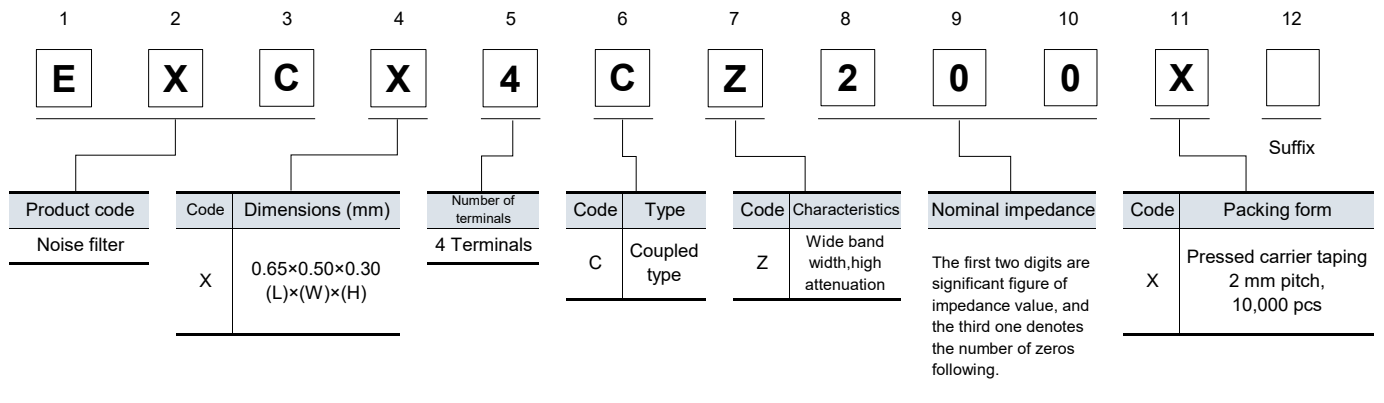 1 2 3 4 5 6 7 8 9 10 11 12
E X C X 4 C Z 2 0 0 X
Suffix
Product code
Noise filter
Code Dimensions (mm)
X
0.65×0.50×0.30
(L)×(W)×(H)
Number of
terminals
4 Terminals
Code Type
C
Coupled
type
Code Characteristics
Z
Wide band
width,high
attenuation
Nominal impedance
The first two digits are
significant figure of
impedance value, and
the third one denotes
the number of zeros
following.
Code Packing form
X
Pressed carrier taping
2 mm pitch,
10,000 pcs